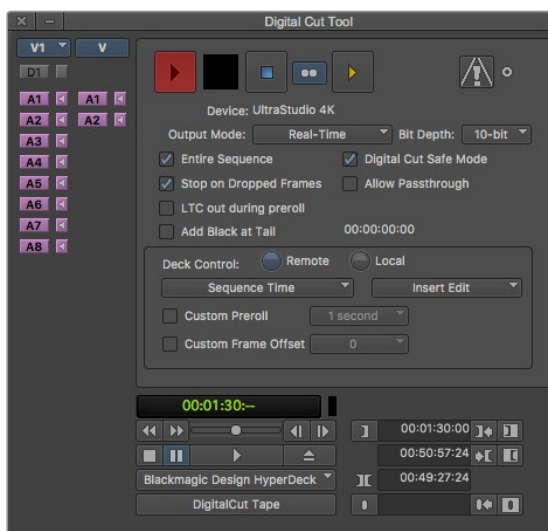 Digital Cut Tool
V1 V
D1
A1 A1
A2 A2
A3
A4
A5
A6
A7
A8
Device: UltraStudio 4K
Output Mode: Real-Time Bit Depth: 10-bit
Entire Sequence Digital Cut Safe Mode
Stop on Dropped Frames Allow Passthrough
LTC out during preroll
Add Black at Tail 00:00:00:00
Deck Control: Remote Local
Sequence Time Insert Edit
Custom Preroll 1 second
Custom Frame Offset 0
00:01:30:--
00:01:30:00
00:50:57:24
Blackmagic Design HyperDeck 00:49:27:24
DigitalCut Tape